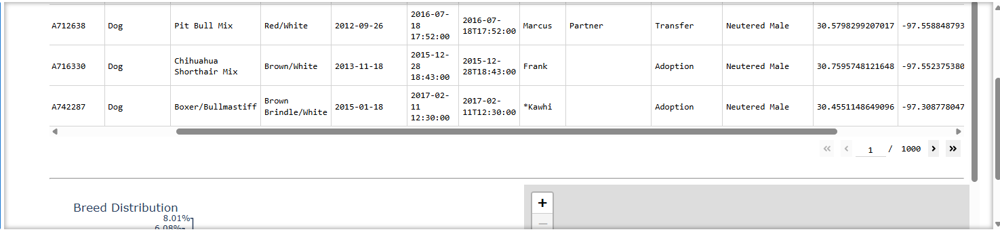 A712638 Dog Pit Bull Mix Red/White 2012-09-26 2016-07-18 17:52:00 2016-07-18T17:52:00 Marcus Partner Transfer Neutered Male 30.5798299207017 -97.558848793
A716330 Dog Chihuahua Shorthair Mix Brown/White 2013-11-18 2015-12-28 18:43:00 2015-12-28T18:43:00 Frank Adoption Neutered Male 30.7595748121648 -97.552375380
A742287 Dog Boxer/Bullmastiff Brown Brindle/White 2015-01-18 2017-02-11 12:30:00 2017-02-11T12:30:00 *Kawhi Adoption Neutered Male 30.4551148649096 -97.308778047
« ‹ 1 / 1000 › »
Breed Distribution
8.01%
6.08%
+
−